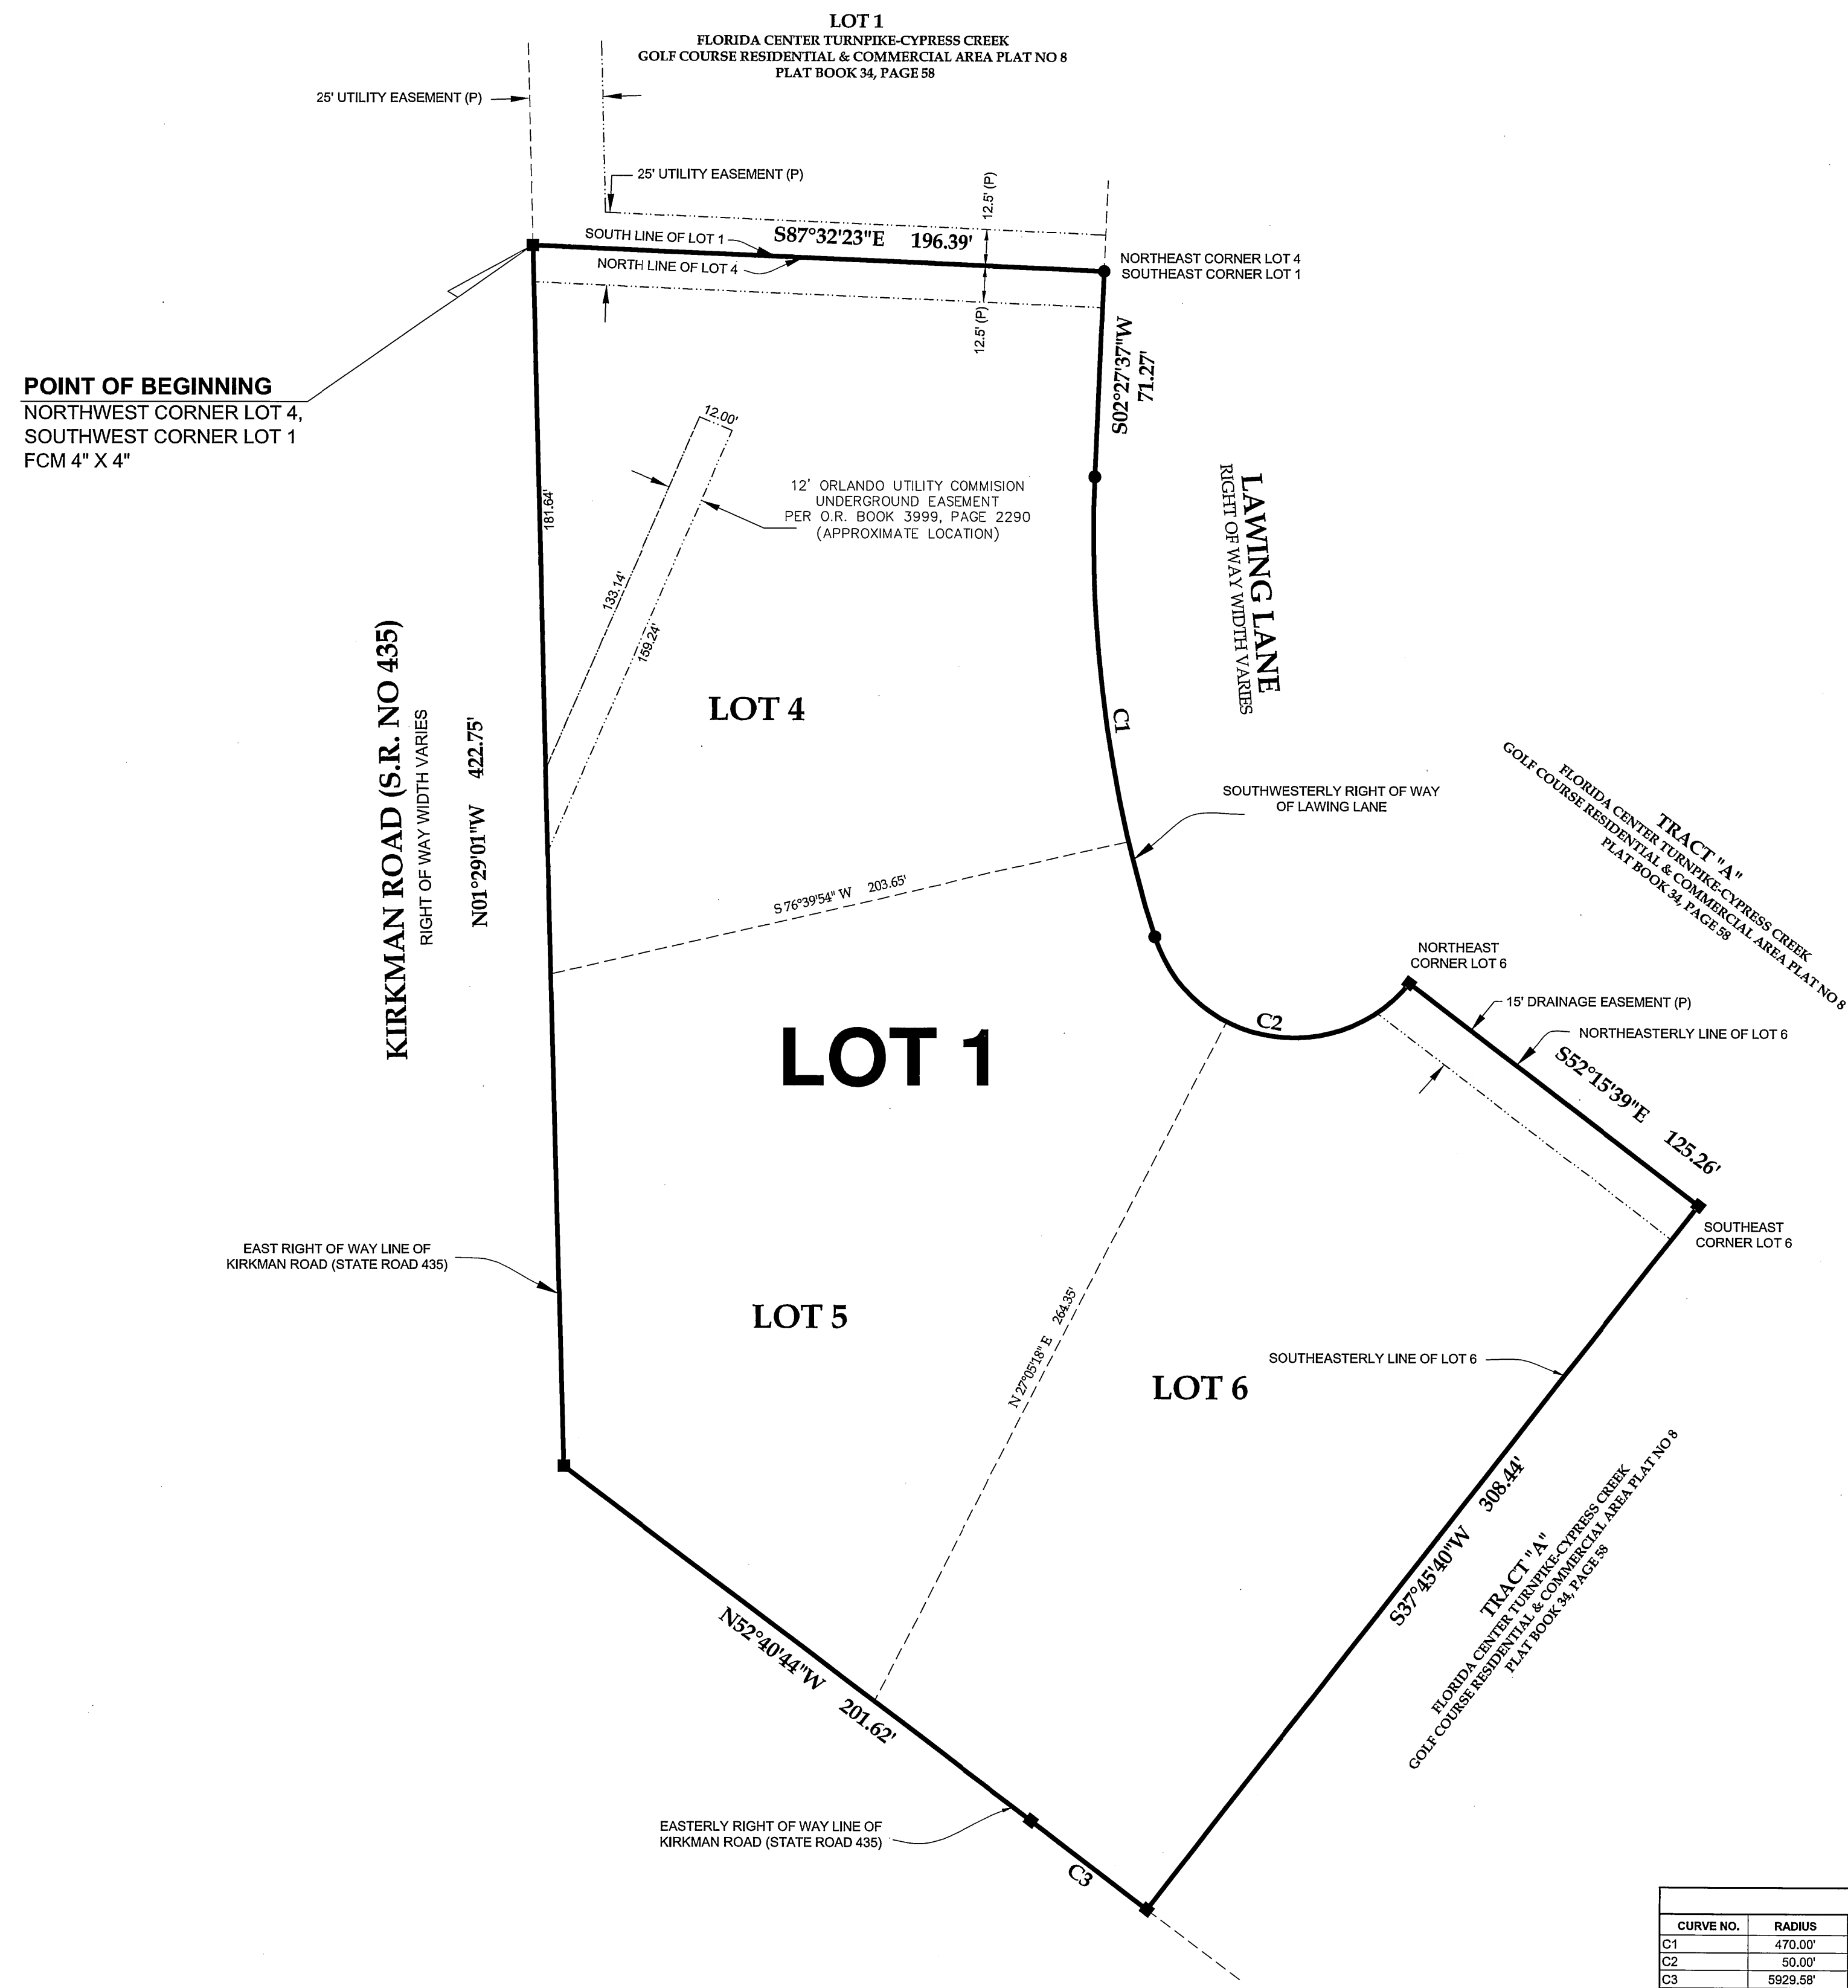 LOT 1
FLORIDA CENTER TURNPIKE-CYPRESS CREEK
GOLF COURSE RESIDENTIAL & COMMERCIAL AREA PLAT NO 8
PLAT BOOK 34, PAGE 58
25' UTILITY EASEMENT (P)
25' UTILITY EASEMENT (P)
12.5' (P)
SOUTH LINE OF LOT 1
S87°32'23"E 196.39'
NORTH LINE OF LOT 4
NORTHEAST CORNER LOT 4
SOUTHEAST CORNER LOT 1
12.5' (P)
S02°27'37"W
71.27'
POINT OF BEGINNING
NORTHWEST CORNER LOT 4,
SOUTHWEST CORNER LOT 1
FCM 4" X 4"
12.00'
181.64'
12' ORLANDO UTILITY COMMISION
UNDERGROUND EASEMENT
PER O.R. BOOK 3999, PAGE 2290
(APPROXIMATE LOCATION)
LAWING LANE
RIGHT OF WAY WIDTH VARIES
133.14'
159.24'
KIRKMAN ROAD (S.R. NO 435)
RIGHT OF WAY WIDTH VARIES
N01°29'01"W 422.75'
LOT 4
C1
SOUTHWESTERLY RIGHT OF WAY
OF LAWING LANE
TRACT "A"
FLORIDA CENTER TURNPIKE-CYPRESS CREEK
GOLF COURSE RESIDENTIAL & COMMERCIAL AREA PLAT NO 8
PLAT BOOK 34, PAGE 58
S 76°39'54" W 203.65'
NORTHEAST
CORNER LOT 6
15' DRAINAGE EASEMENT (P)
NORTHEASTERLY LINE OF LOT 6
C2
LOT 1
S52°15'39"E 125.26'
SOUTHEAST
CORNER LOT 6
EAST RIGHT OF WAY LINE OF
KIRKMAN ROAD (STATE ROAD 435)
LOT 5
N 27°05'18" E 264.35'
SOUTHEASTERLY LINE OF LOT 6
LOT 6
S37°45'40"W 308.44'
TRACT "A"
FLORIDA CENTER TURNPIKE-CYPRESS CREEK
GOLF COURSE RESIDENTIAL & COMMERCIAL AREA PLAT NO 8
PLAT BOOK 34, PAGE 58
N52°40'44"W 201.62'
EASTERLY RIGHT OF WAY LINE OF
KIRKMAN ROAD (STATE ROAD 435)
C3
CURVE NO. RADIUS
C1 470.00'
C2 50.00'
C3 5929.58'